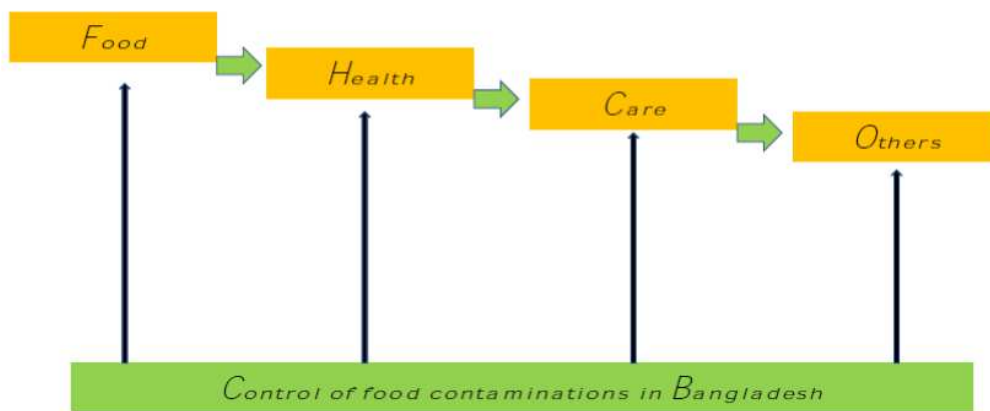 Food
Health
Care
Others
Control of food contaminations in Bangladesh